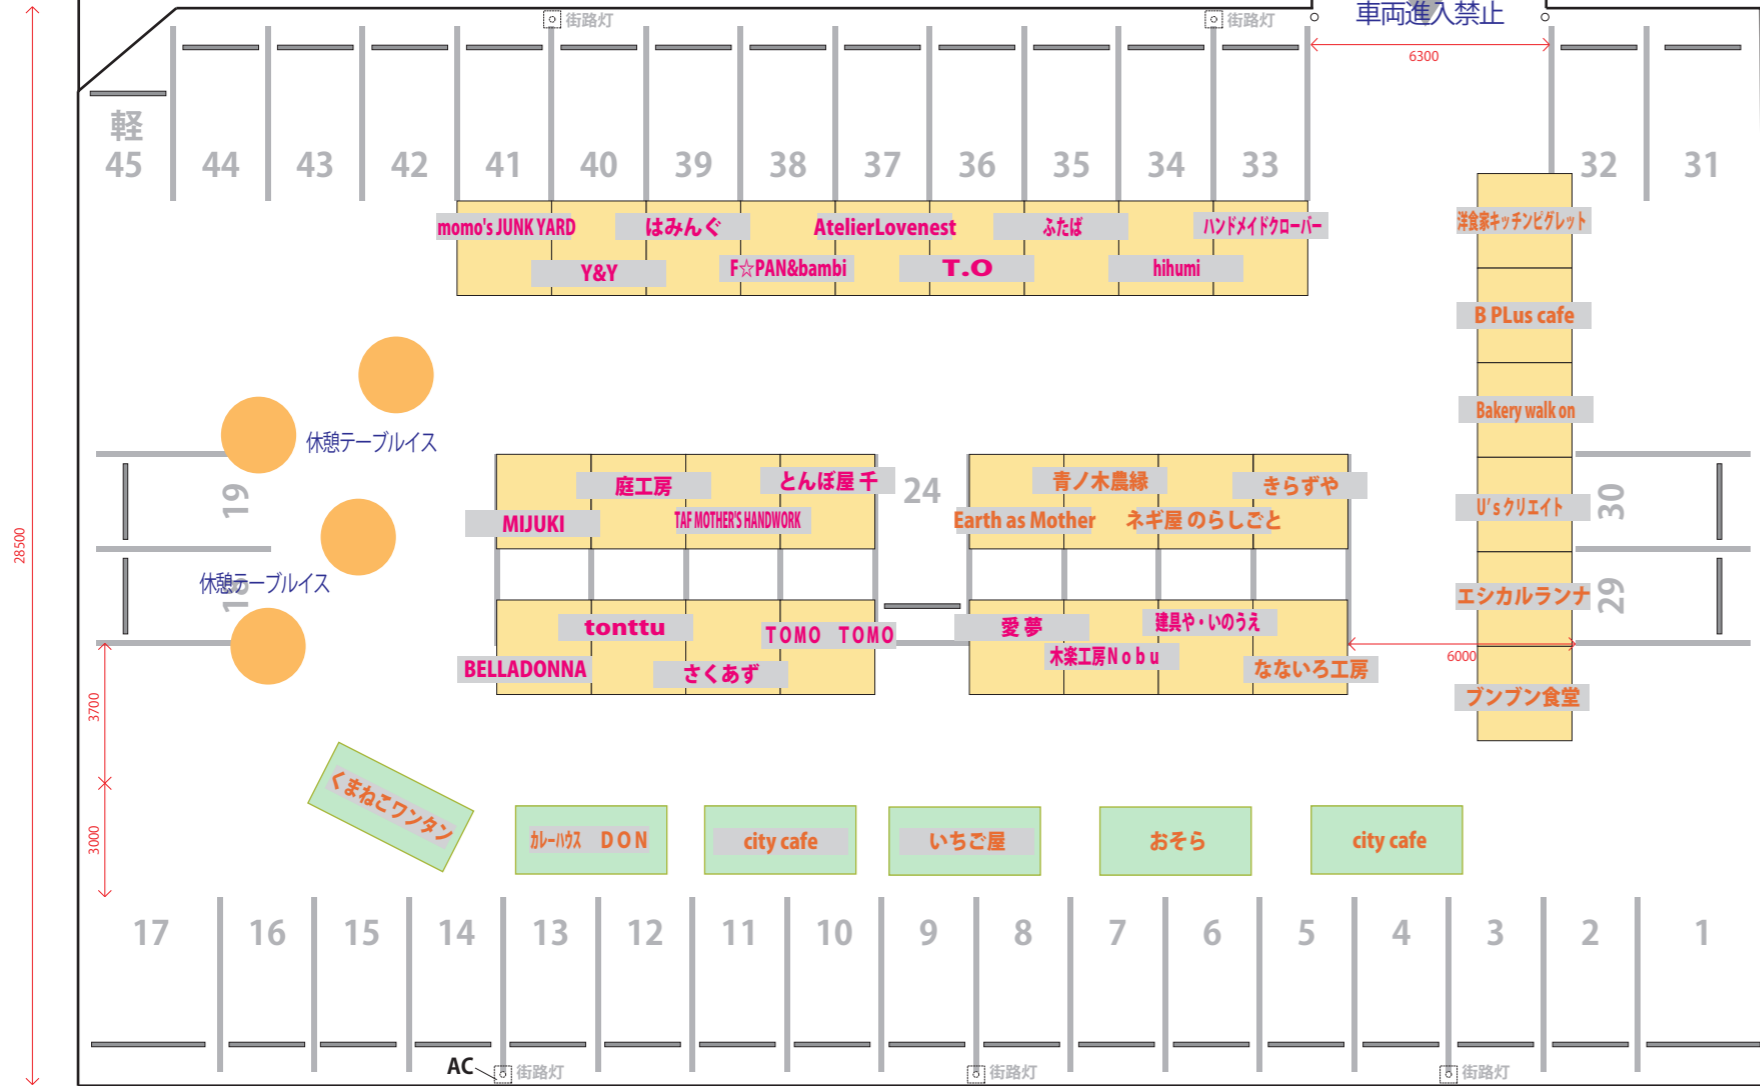 車両進入禁止
街路灯
街路灯
6300
軽
45
44
43
42
41
40
39
38
37
36
35
34
33
32
31
momo's JUNK YARD
はみんぐ
AtelierLovenest
ふたば
ハンドメイドクローバー
Y&Y
F☆PAN&bambi
T.O
hihumi
洋食家キッチンピグレット
B PLus cafe
Bakery walk on
U'sクリエイト
エシカルランナ
ブンブン食堂
休憩テーブルイス
19
休憩テーブルイス
18
庭工房
とんぼ屋 千
MIJUKI
TAF MOTHER'S HANDWORK
24
青ノ木農縁
きらずや
Earth as Mother
ネギ屋 のらしごと
30
29
tonttu
TOMO TOMO
BELLADONNA
さくあず
愛 夢
建具や・いのうえ
木楽工房Nobu
なないろ工房
6000
28500
3700
3000
くまねこワンタン
カレーハウス DON
city cafe
いちご屋
おそら
city cafe
17
16
15
14
13
12
11
10
9
8
7
6
5
4
3
2
1
AC
街路灯
街路灯
街路灯